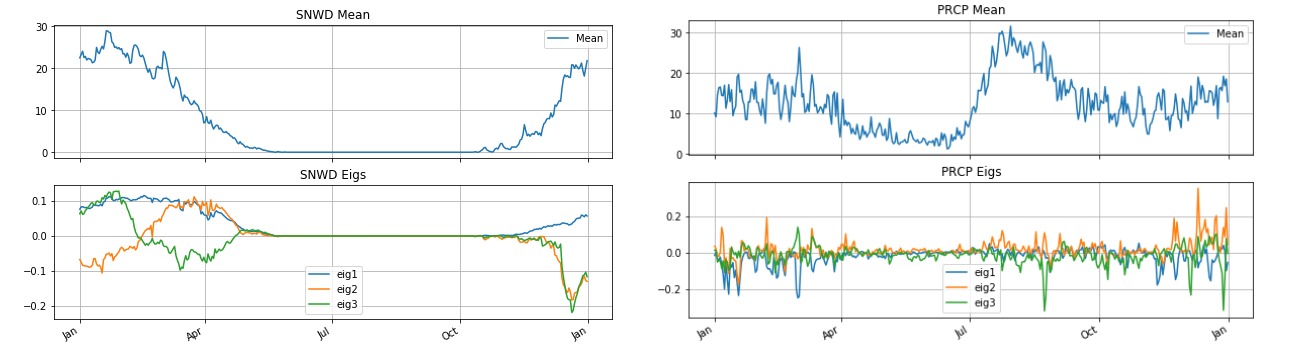 SNWD Mean
30
20
10
0
Mean
SNWD Eigs
0.1
0.0
−0.1
−0.2
eig1
eig2
eig3
Jan
Apr
Jul
Oct
Jan
PRCP Mean
30
20
10
0
Mean
PRCP Eigs
0.2
0.0
−0.2
eig1
eig2
eig3
Jan
Apr
Jul
Oct
Jan